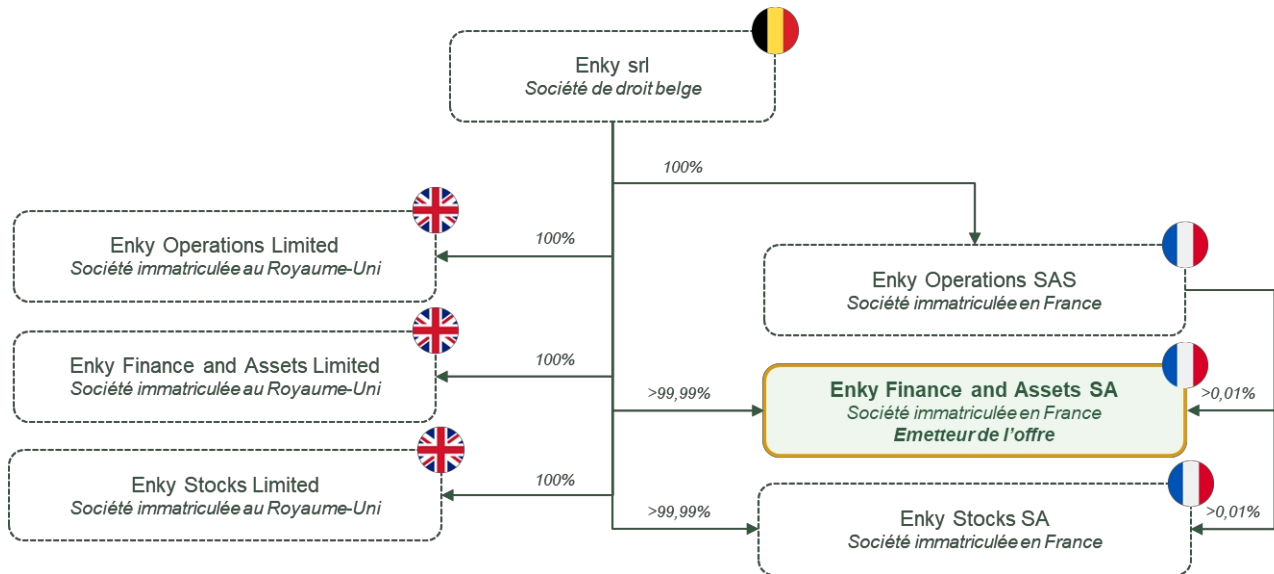 Enky srl
Société de droit belge
100%
Enky Operations Limited
Société immatriculée au Royaume-Uni
100%
Enky Operations SAS
Société immatriculée en France
Enky Finance and Assets Limited
Société immatriculée au Royaume-Uni
100%
>99,99%
Enky Finance and Assets SA
Société immatriculée en France
Emetteur de l'offre
>0,01%
Enky Stocks Limited
Société immatriculée au Royaume-Uni
100%
>99,99%
Enky Stocks SA
Société immatriculée en France
>0,01%